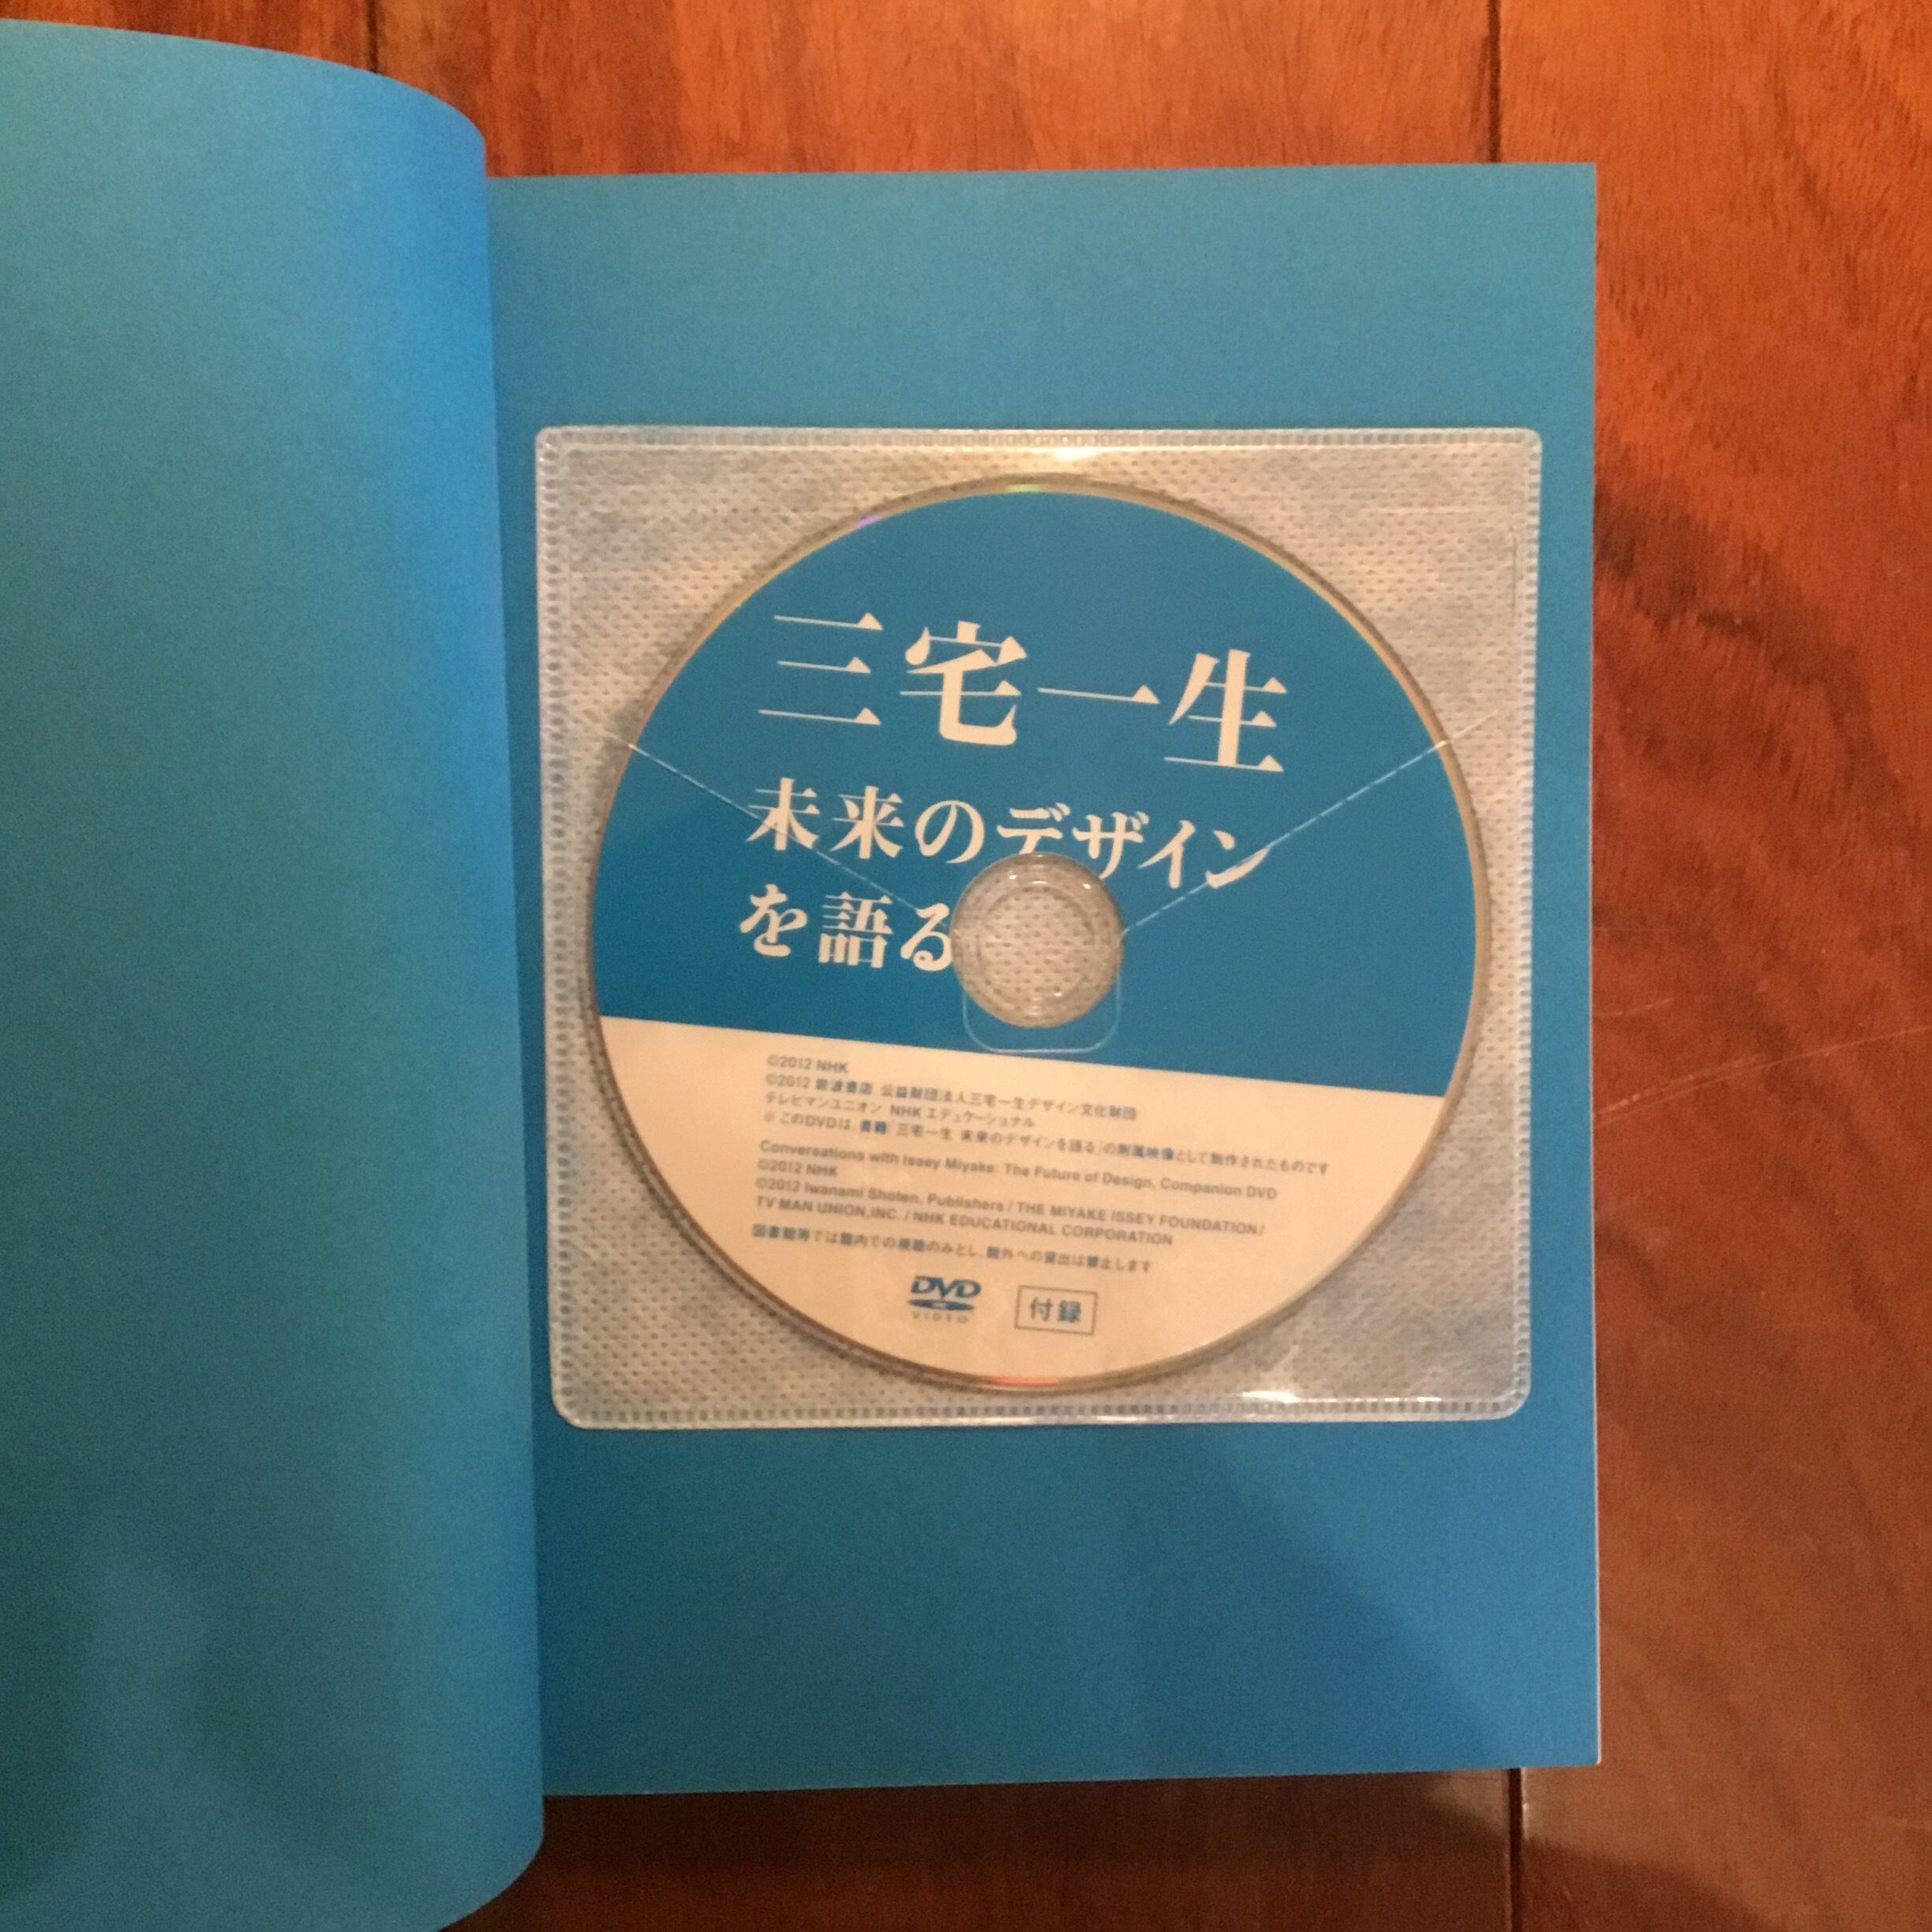 三宅一生
未来のデザイン
を語る
©2012 NHK
©2012 岩波書店 公益財団法人三宅一生デザイン文化財団
テレビマンユニオン NHKエデュケーショナル
※このDVDは、書籍「三宅一生 未来のデザインを語る」の附属映像として制作されたものです
Conversations with Issey Miyake: The Future of Design, Companion DVD
©2012 NHK
©2012 Iwanami Shoten, Publishers / THE MIYAKE ISSEY FOUNDATION /
TV MAN UNION,INC. / NHK EDUCATIONAL CORPORATION
図書館等では館内での視聴のみとし、館外への貸出は禁止します
DVD
VIDEO
付録